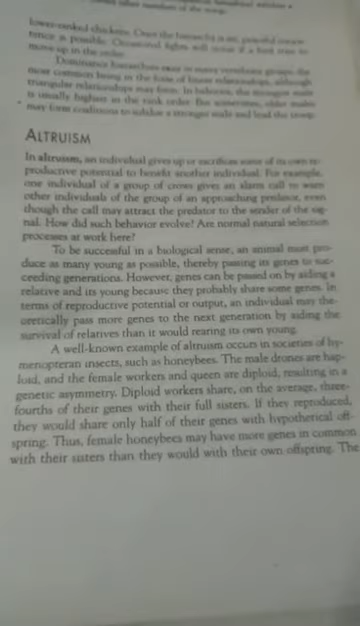 other members of the group.
lower-ranked chickens. Once the hierarchy is set, peaceful coexis-
tence is possible. Occasional fights will occur if a bird tries to
move up in the order.
Dominance hierarchies exist in many vertebrate groups, the
most common being in the form of linear relationships, although
triangular relationships may form. In baboons, the strongest male
is usually highest in the rank order. But sometimes, older males
may form coalitions to subdue a stronger male and lead the troop.
ALTRUISM
In altruism, an individual gives up or sacrifices some of its own re-
productive potential to benefit another individual. For example,
one individual of a group of crows gives an alarm call to warn
other individuals of the group of an approaching predator, even
though the call may attract the predator to the sender of the sig-
nal. How did such behavior evolve? Are normal natural selection
processes at work here?
To be successful in a biological sense, an animal must pro-
duce as many young as possible, thereby passing its genes to suc-
ceeding generations. However, genes can be passed on by aiding a
relative and its young because they probably share some genes. In
terms of reproductive potential or output, an individual may the-
oretically pass more genes to the next generation by aiding the
survival of relatives than it would rearing its own young.
A well-known example of altruism occurs in societies of hy-
menopteran insects, such as honeybees. The male drones are hap-
loid, and the female workers and queen are diploid, resulting in a
genetic asymmetry. Diploid workers share, on the average, three-
fourths of their genes with their full sisters. If they reproduced,
they would share only half of their genes with hypothetical off-
spring. Thus, female honeybees may have more genes in common
with their sisters than they would with their own offspring. The